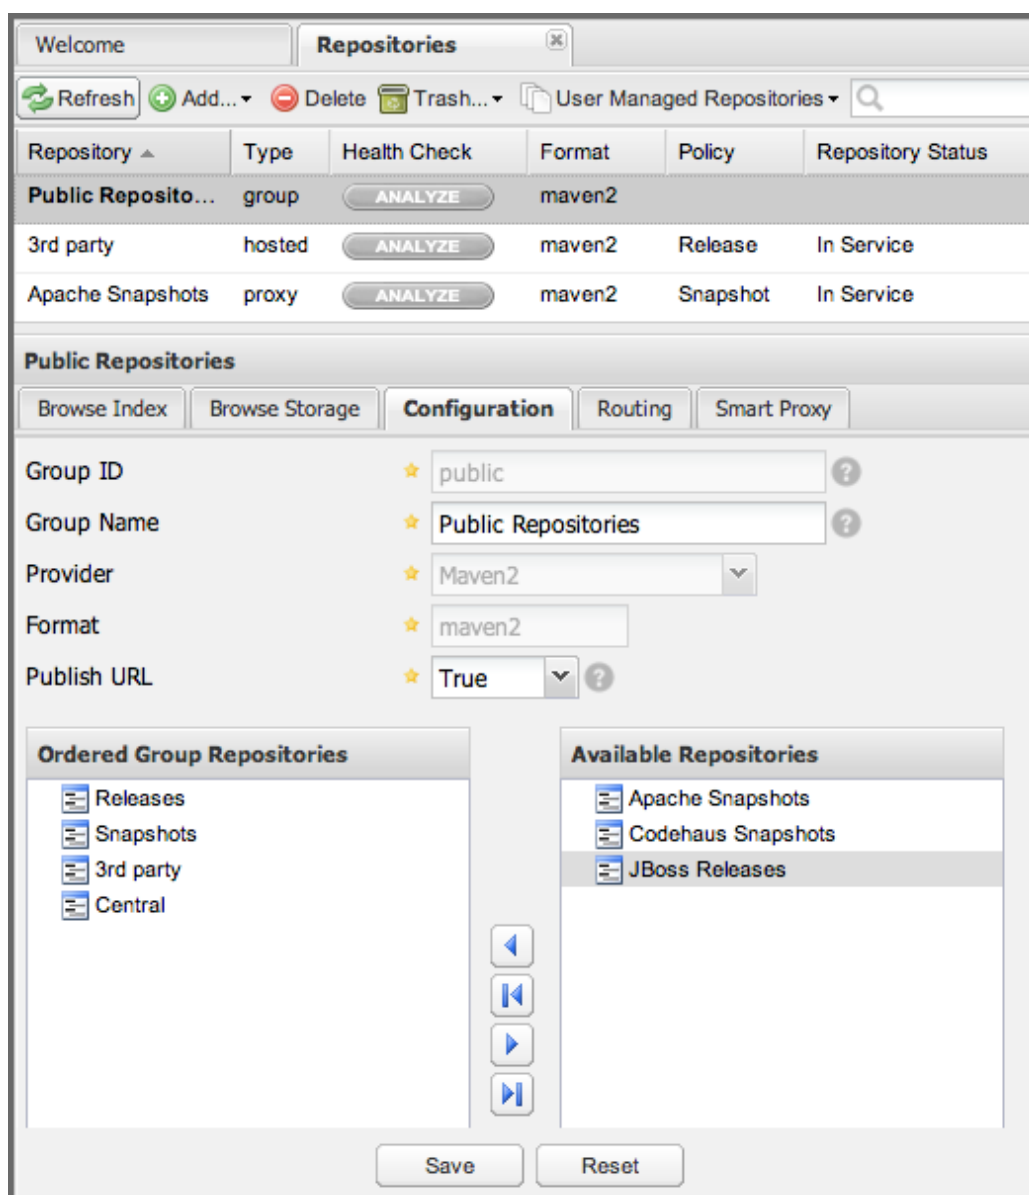 Welcome Repositories
Refresh Add... Delete Trash... User Managed Repositories
Repository Type Health Check Format Policy Repository Status
Public Reposito... group ANALYZE maven2
3rd party hosted ANALYZE maven2 Release In Service
Apache Snapshots proxy ANALYZE maven2 Snapshot In Service
Public Repositories
Browse Index Browse Storage Configuration Routing Smart Proxy
Group ID public ?
Group Name Public Repositories ?
Provider Maven2
Format maven2
Publish URL True ?
Ordered Group Repositories Available Repositories
Releases Apache Snapshots
Snapshots Codehaus Snapshots
3rd party JBoss Releases
Central
Save Reset